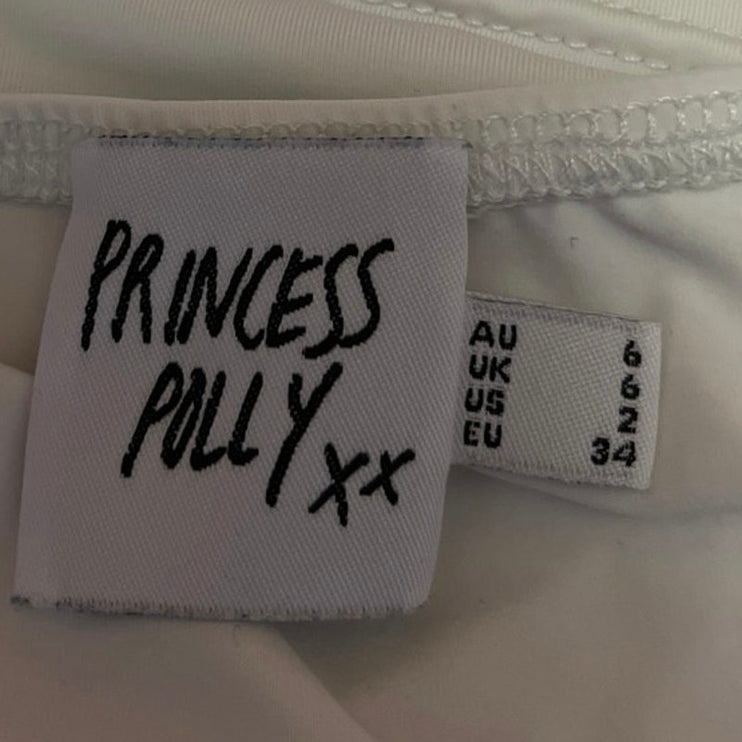 PRINCESS
POLLY xx
AU 6
UK 6
US 2
EU 34